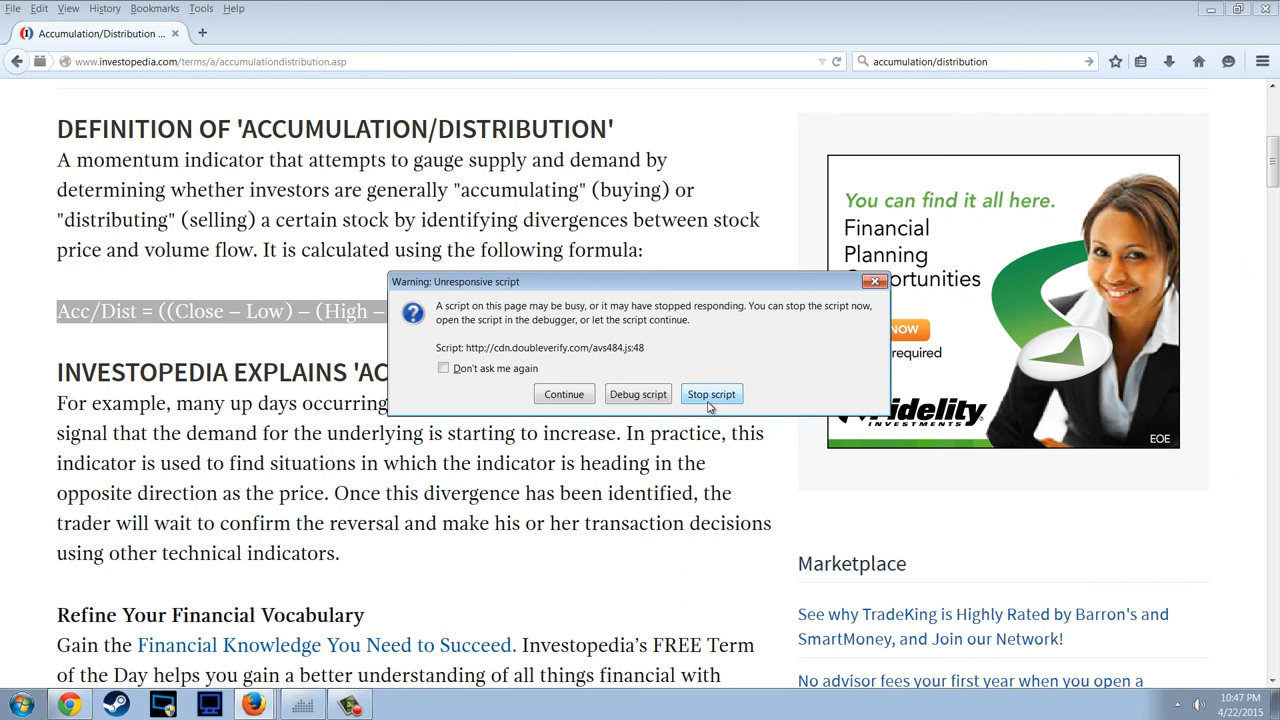 File Edit View History Bookmarks Tools Help
Accumulation/Distribution ...
www.investopedia.com/terms/a/accumulationdistribution.asp
accumulation/distribution
DEFINITION OF 'ACCUMULATION/DISTRIBUTION'
A momentum indicator that attempts to gauge supply and demand by
determining whether investors are generally "accumulating" (buying) or
"distributing" (selling) a certain stock by identifying divergences between stock
price and volume flow. It is calculated using the following formula:
Acc/Dist = ((Close – Low) – (High –
INVESTOPEDIA EXPLAINS 'AC
For example, many up days occurring
signal that the demand for the underlying is starting to increase. In practice, this
indicator is used to find situations in which the indicator is heading in the
opposite direction as the price. Once this divergence has been identified, the
trader will wait to confirm the reversal and make his or her transaction decisions
using other technical indicators.
Refine Your Financial Vocabulary
Gain the Financial Knowledge You Need to Succeed. Investopedia’s FREE Term
of the Day helps you gain a better understanding of all things financial with
Warning: Unresponsive script
A script on this page may be busy, or it may have stopped responding. You can stop the script now,
open the script in the debugger, or let the script continue.
Script: http://cdn.doubleverify.com/avs484.js:48
Don't ask me again
Continue
Debug script
Stop script
You can find it all here.
Financial
Planning
Opportunities
NOW
required
Fidelity
INVESTMENTS
EOE
Marketplace
See why TradeKing is Highly Rated by Barron's and
SmartMoney, and Join our Network!
No advisor fees your first year when you open a
10:47 PM
4/22/2015